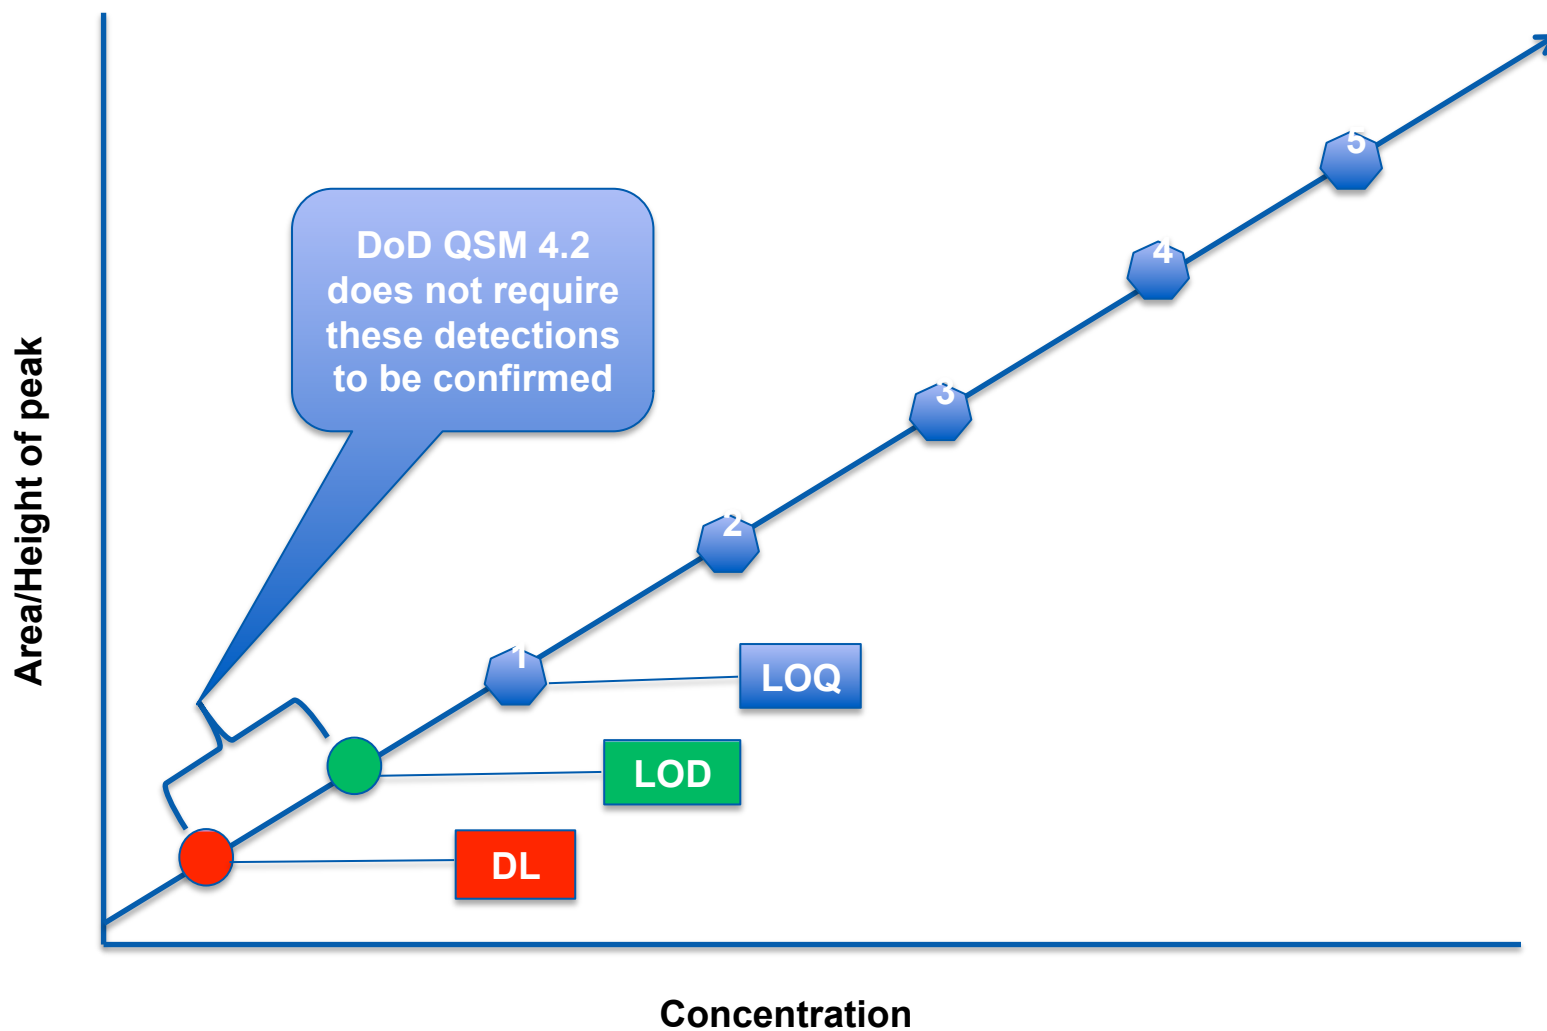 DoD QSM 4.2
does not require
these detections
to be confirmed
5
4
3
2
1
LOQ
LOD
DL
Area/Height of peak
Concentration